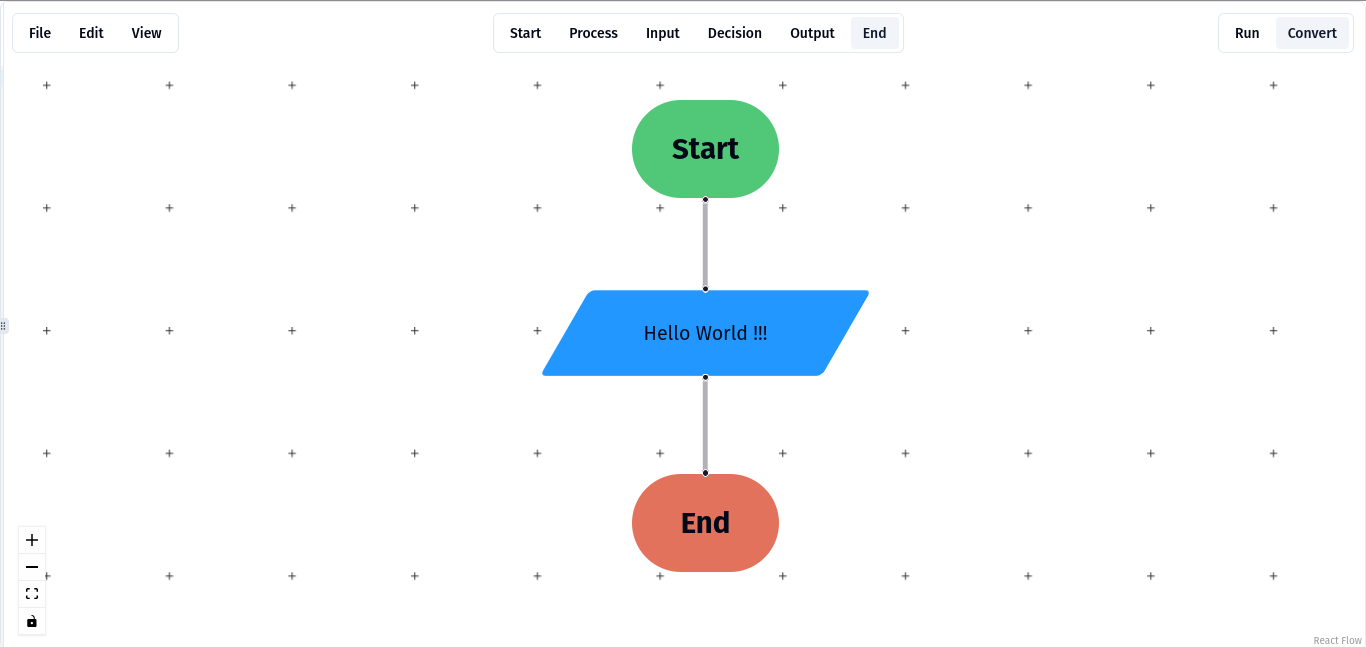 File Edit View Start Process Input Decision Output End Run Convert
Start
Hello World !!!
End
React Flow